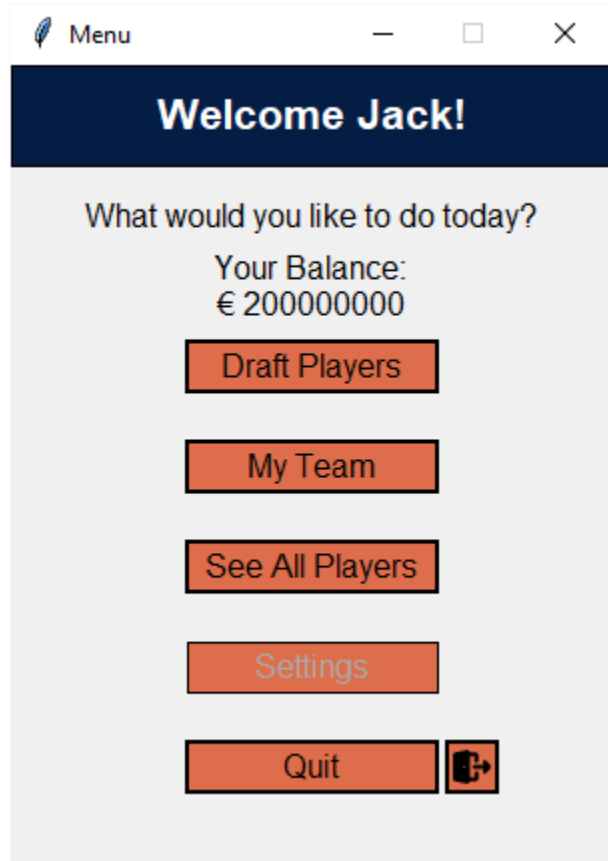 Menu
Welcome Jack!
What would you like to do today?
Your Balance:
€ 200000000
Draft Players
My Team
See All Players
Settings
Quit